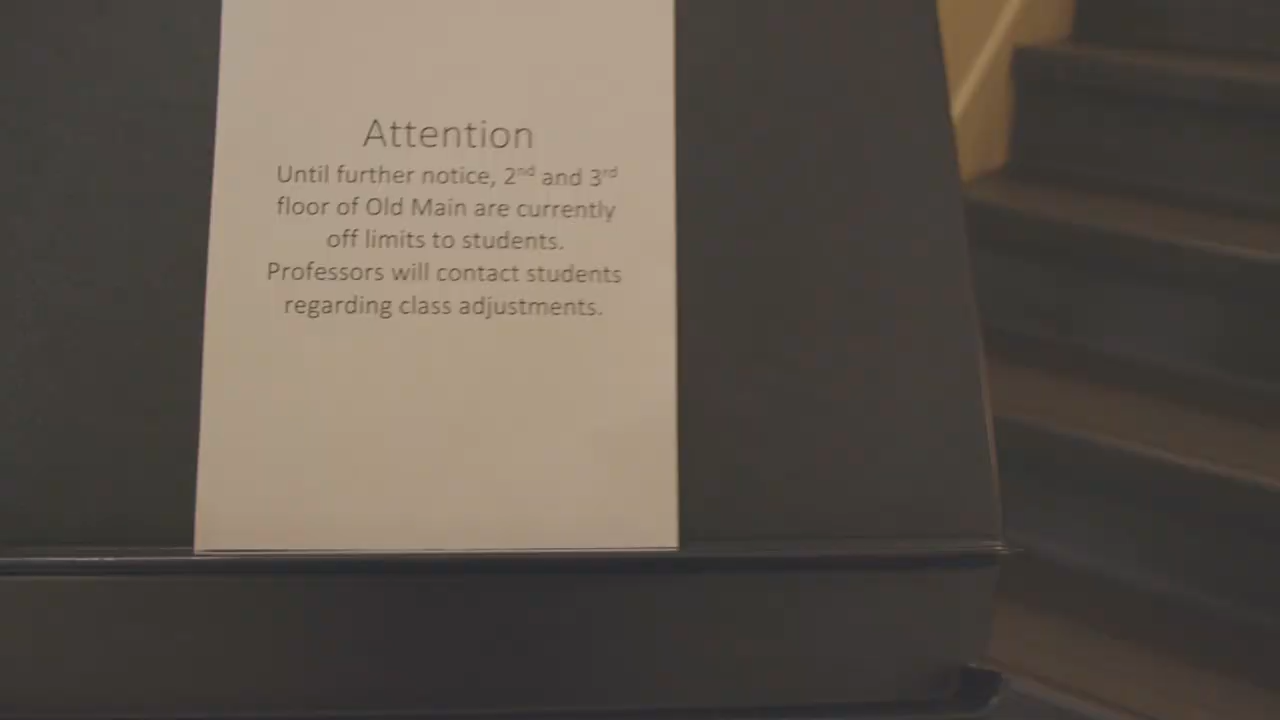 Attention
Until further notice, 2nd and 3rd
floor of Old Main are currently
off limits to students.
Professors will contact students
regarding class adjustments.